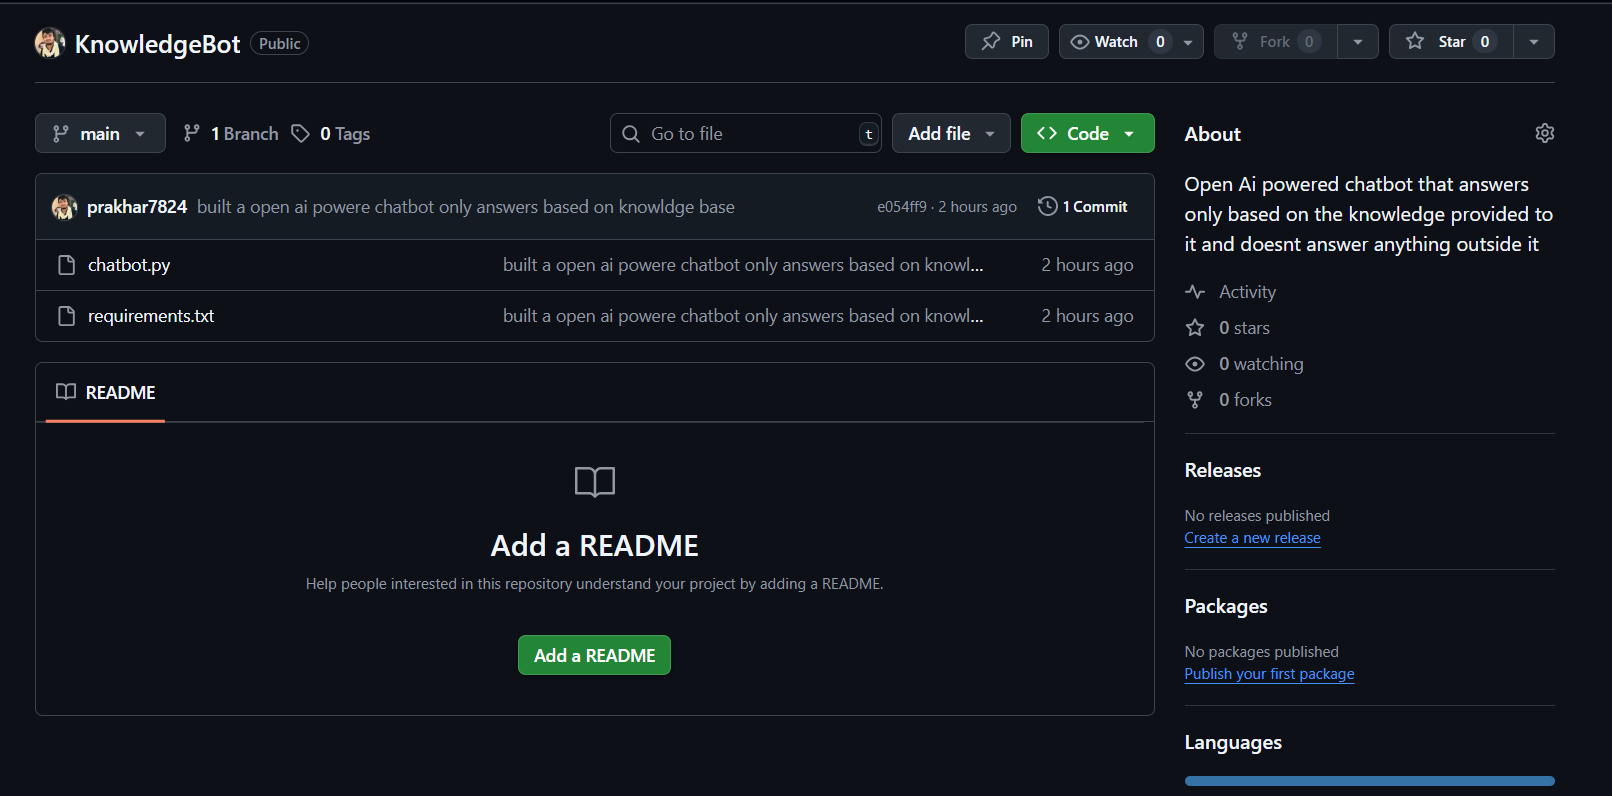 KnowledgeBot Public
Pin
Watch 0
Fork 0
Star 0
main
1 Branch
0 Tags
Go to file
t
Add file
Code
prakhar7824 built a open ai powere chatbot only answers based on knowldge base e054ff9 · 2 hours ago 1 Commit
chatbot.py built a open ai powere chatbot only answers based on knowl... 2 hours ago
requirements.txt built a open ai powere chatbot only answers based on knowl... 2 hours ago
README
Add a README
Help people interested in this repository understand your project by adding a README.
Add a README
About
Open Ai powered chatbot that answers
only based on the knowledge provided to
it and doesnt answer anything outside it
Activity
0 stars
0 watching
0 forks
Releases
No releases published
Create a new release
Packages
No packages published
Publish your first package
Languages